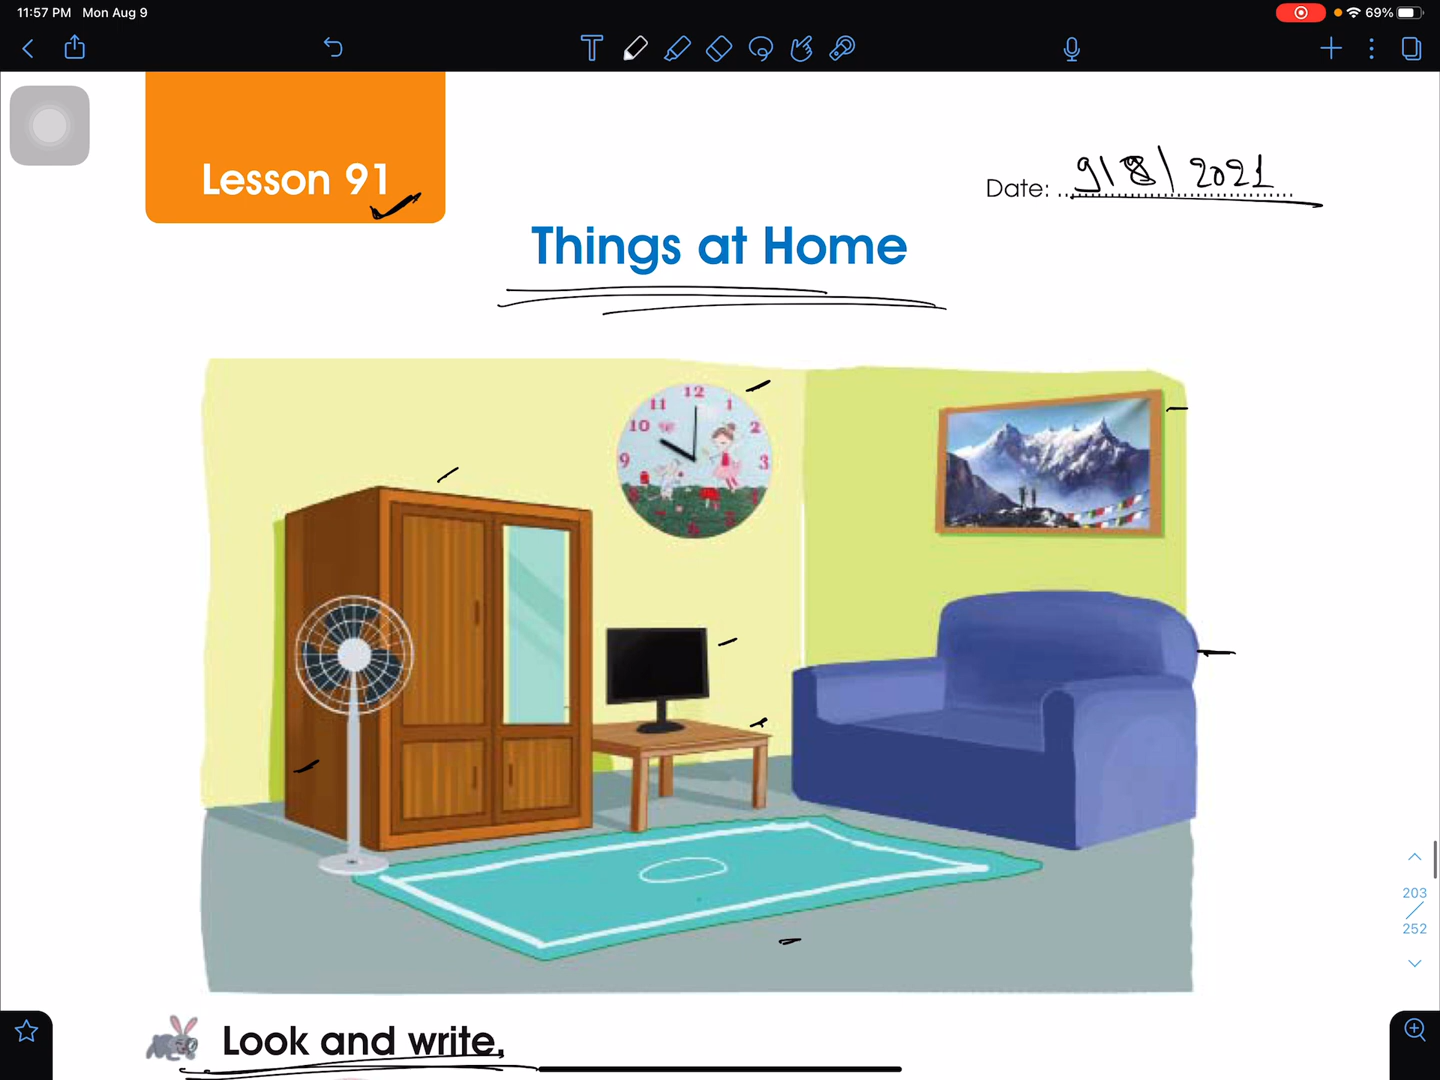 11:57 PM Mon Aug 9
69%
Lesson 91
Date: 9/8/2021
Things at Home
12
11 1
10 2
9 3
203
252
Look and write.